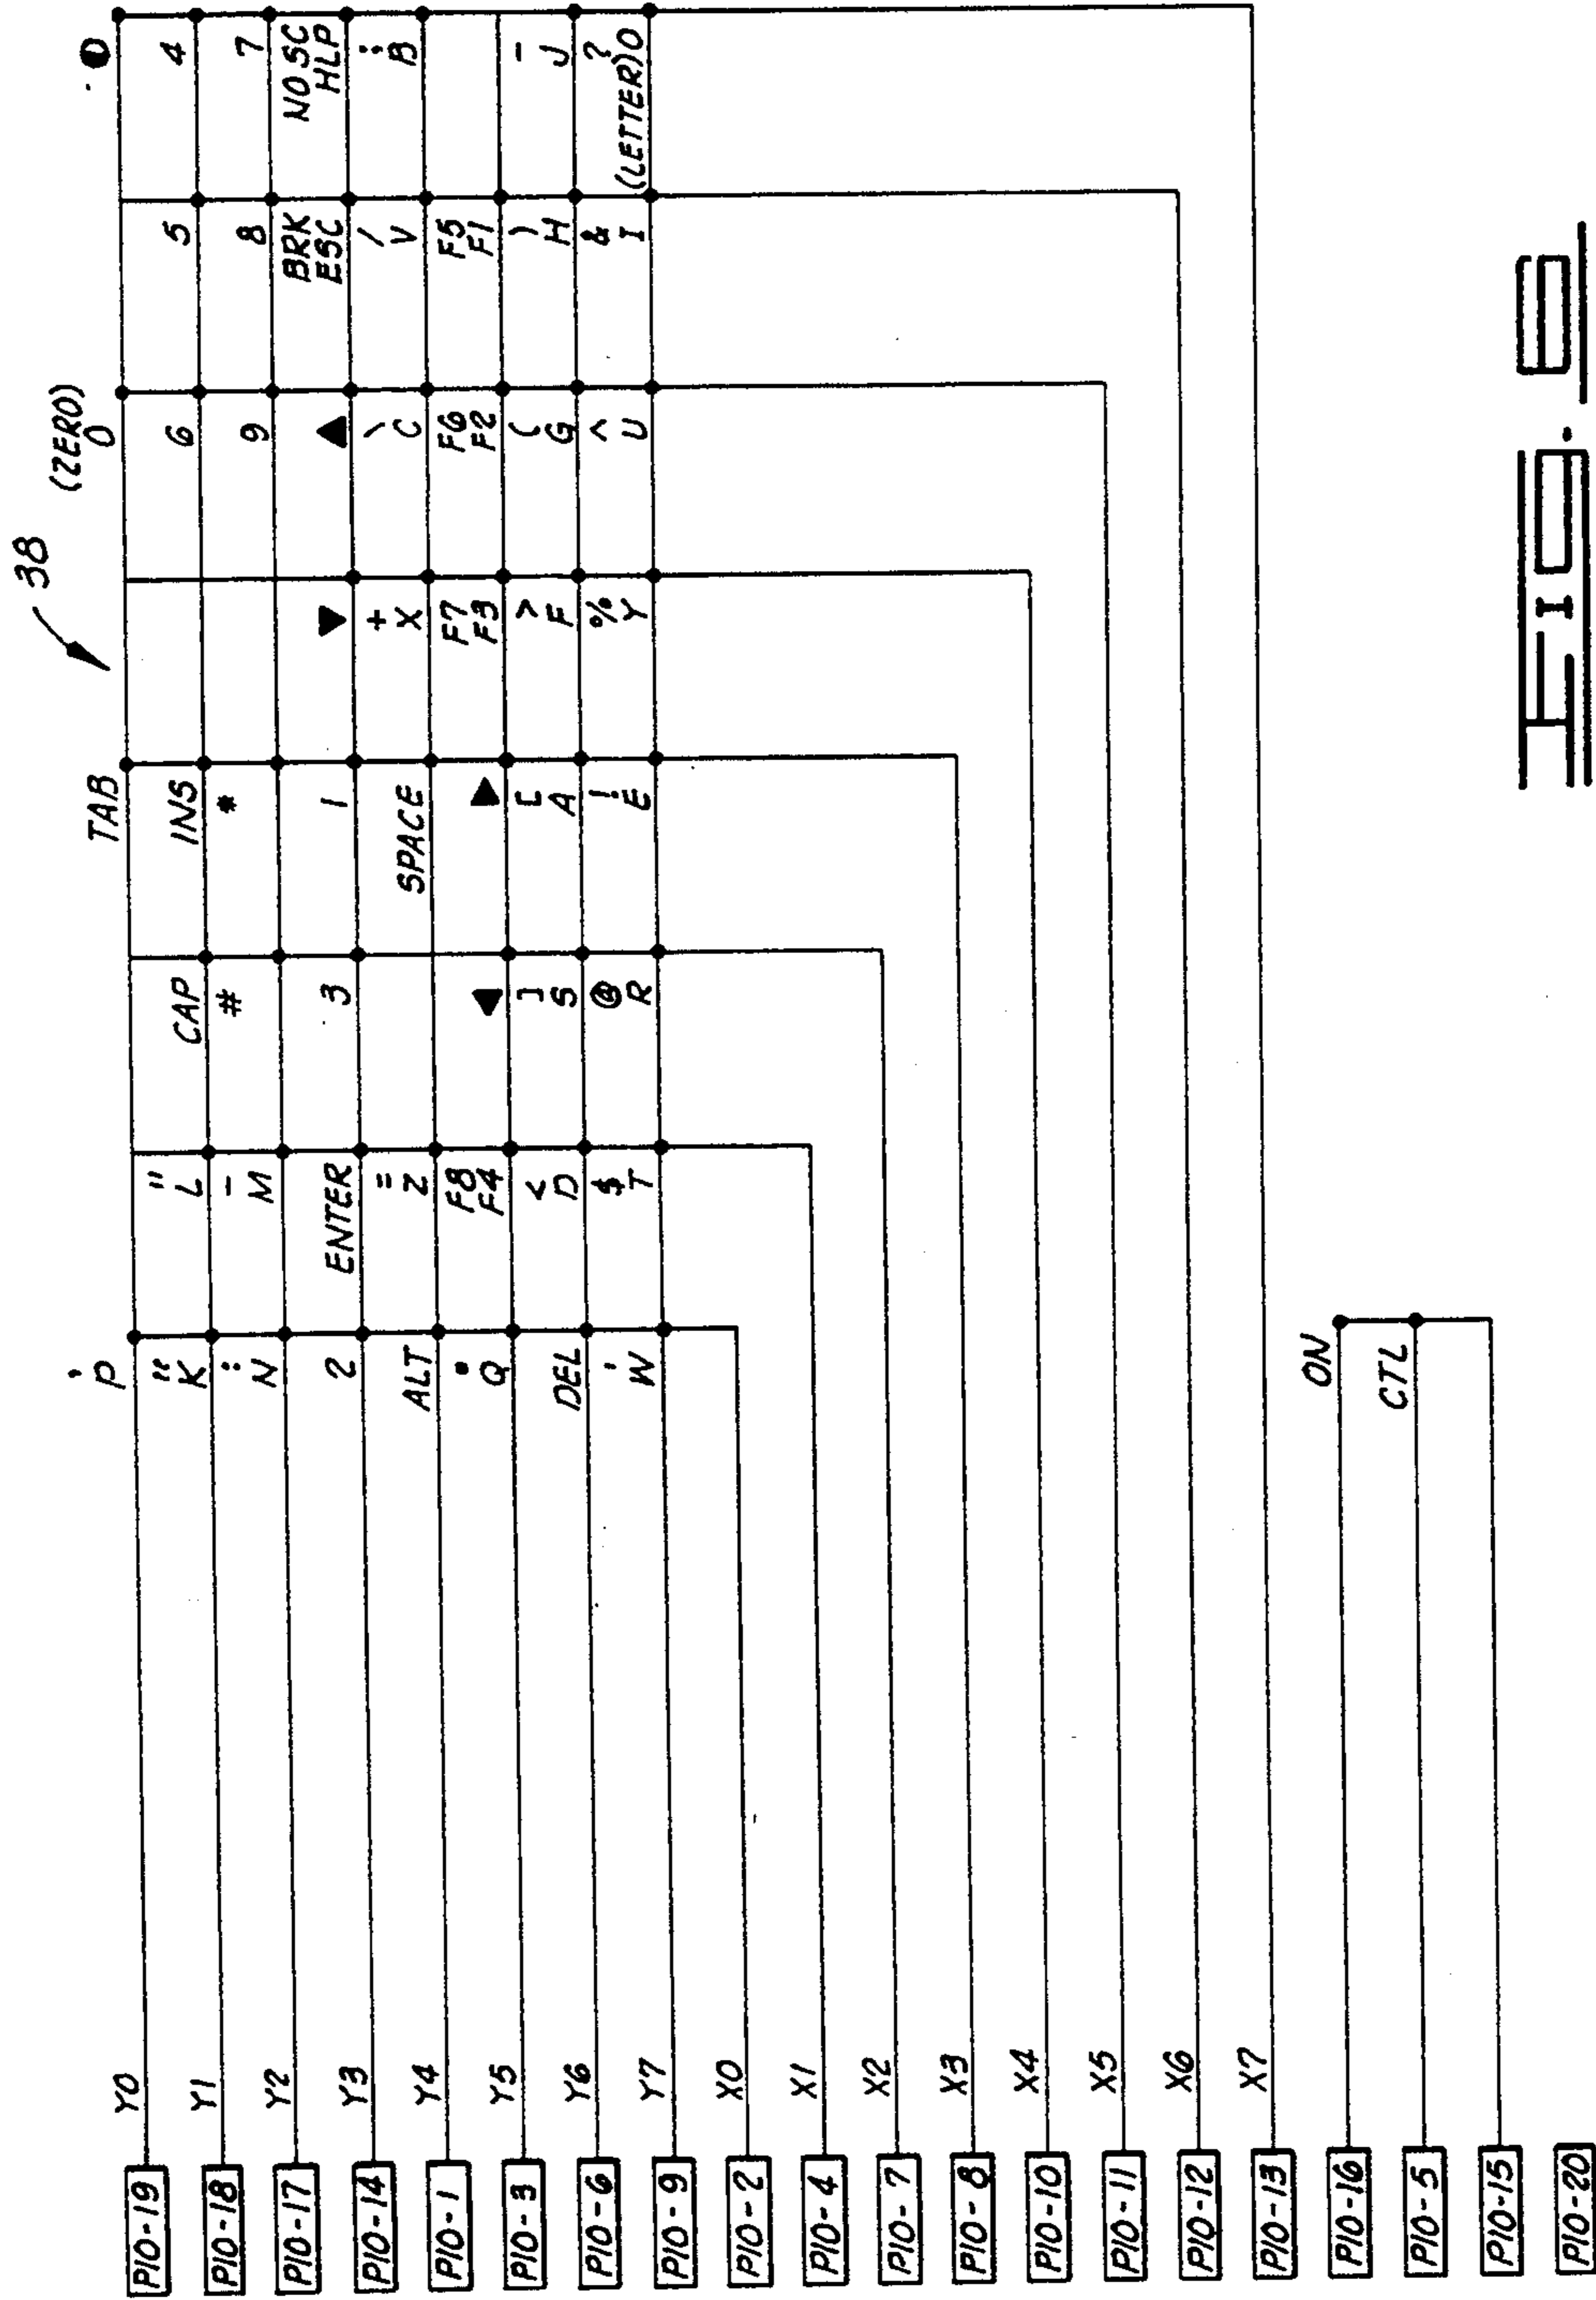 38
(ZERO)
TAB 0
P
Y0
P10-19
" K " L CAP INS 6 5 4
Y1
P10-18
: N - M # * 9 8 7
Y2
P10-17
2 ENTER 3 1 ▼ ▲ BRK ESC NO SC HLP
Y3
P10-14
ALT = Z SPACE + X \ C / V : B
Y4
P10-1
Q F8 F4 ◀ ▶ F7 F3 F6 F2 F5 F1
Y5
P10-3
DEL < D ] S [ A > F ( G ) H - J
Y6
P10-6
' W $ T @ R ! E % Y ^ U & I ? (LETTER) O
Y7
P10-9
X0
P10-2
X1
P10-4
X2
P10-7
X3
P10-8
X4
P10-10
X5
P10-11
X6
P10-12
X7
P10-13
ON
P10-16
CTL
P10-5
P10-15
P10-20
FIG. 8